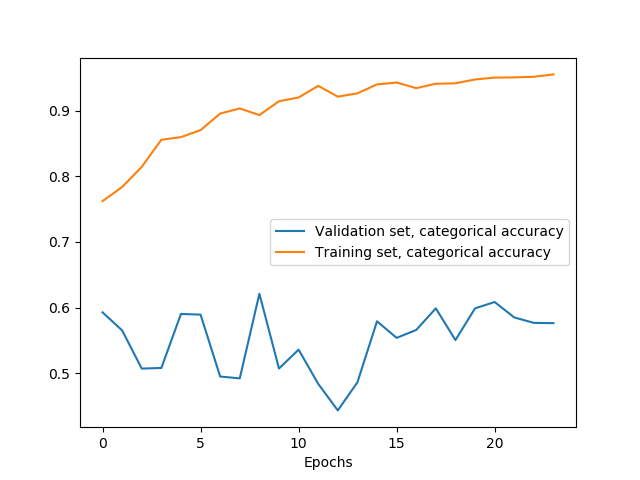 0.9
0.8
0.7
0.6
0.5
Validation set, categorical accuracy
Training set, categorical accuracy
0 5 10 15 20
Epochs